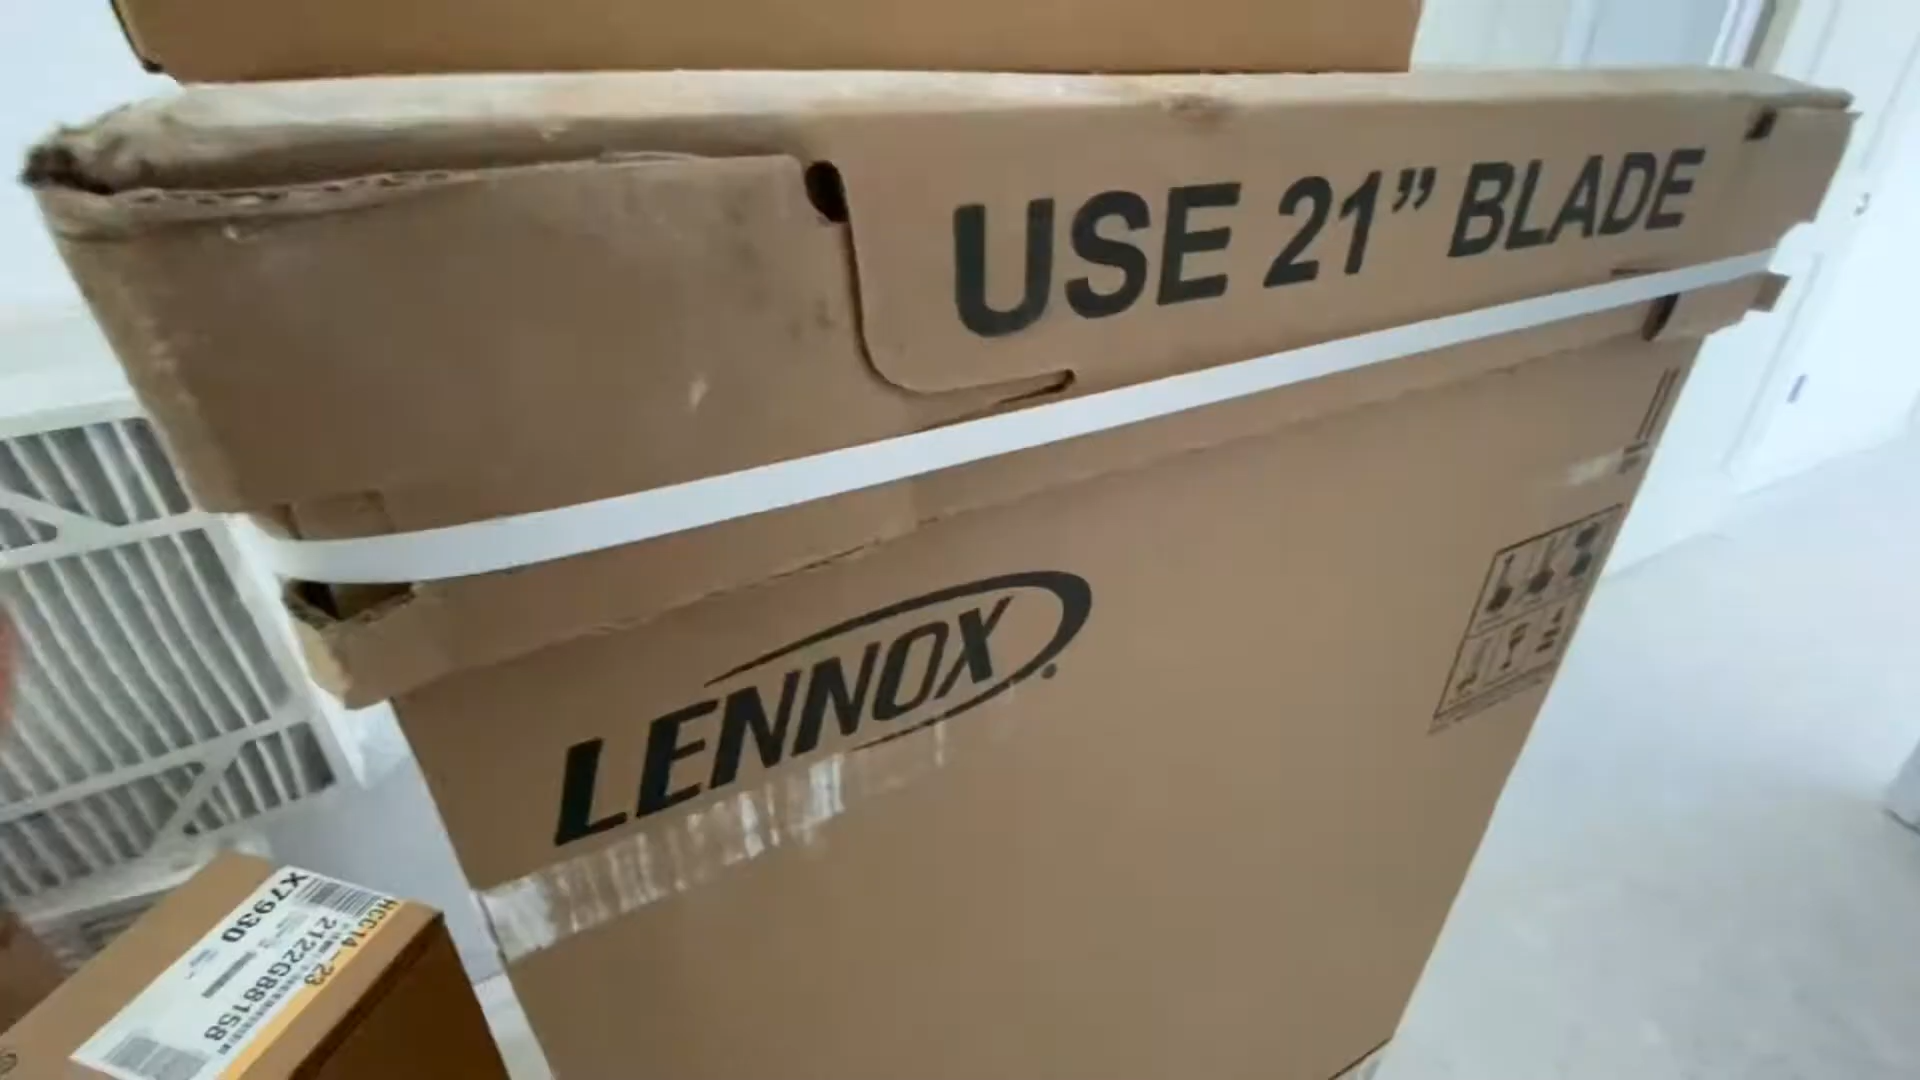 USE 21” BLADE
LENNOX
HCC14-23
X7930
2122G88158